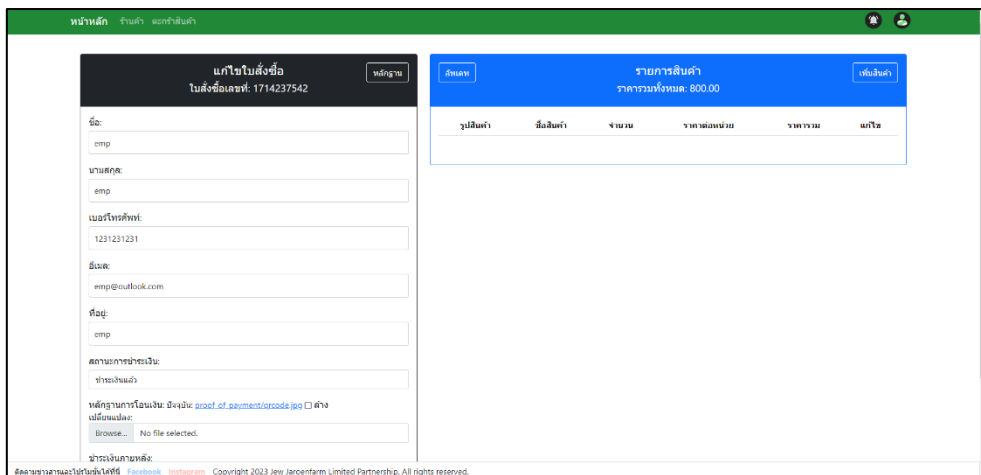 หน้าหลัก ร้านค้า ตะกร้าสินค้า
แก้ไขใบสั่งซื้อ
ใบสั่งซื้อเลขที่: 1714237542
หลักฐาน
ชื่อ:
emp
นามสกุล:
emp
เบอร์โทรศัพท์:
1231231231
อีเมล:
emp@outlook.com
ที่อยู่:
emp
สถานะการชำระเงิน:
ชำระเงินแล้ว
หลักฐานการโอนเงิน: ปัจจุบัน: proof_of_payment/qrcode.jpg ล้าง
เปลี่ยนแปลง:
Browse... No file selected.
ชำระเงินภายหลัง:
อัพเดท
รายการสินค้า
ราคารวมทั้งหมด: 800.00
เพิ่มสินค้า
รูปสินค้า ชื่อสินค้า จำนวน ราคาต่อหน่วย ราคารวม แก้ไข
ติดตามข่าวสารและโปรโมชั่นได้ที่นี่ Facebook Instagram Copyright 2023 Jew Jaroenfarm Limited Partnership. All rights reserved.